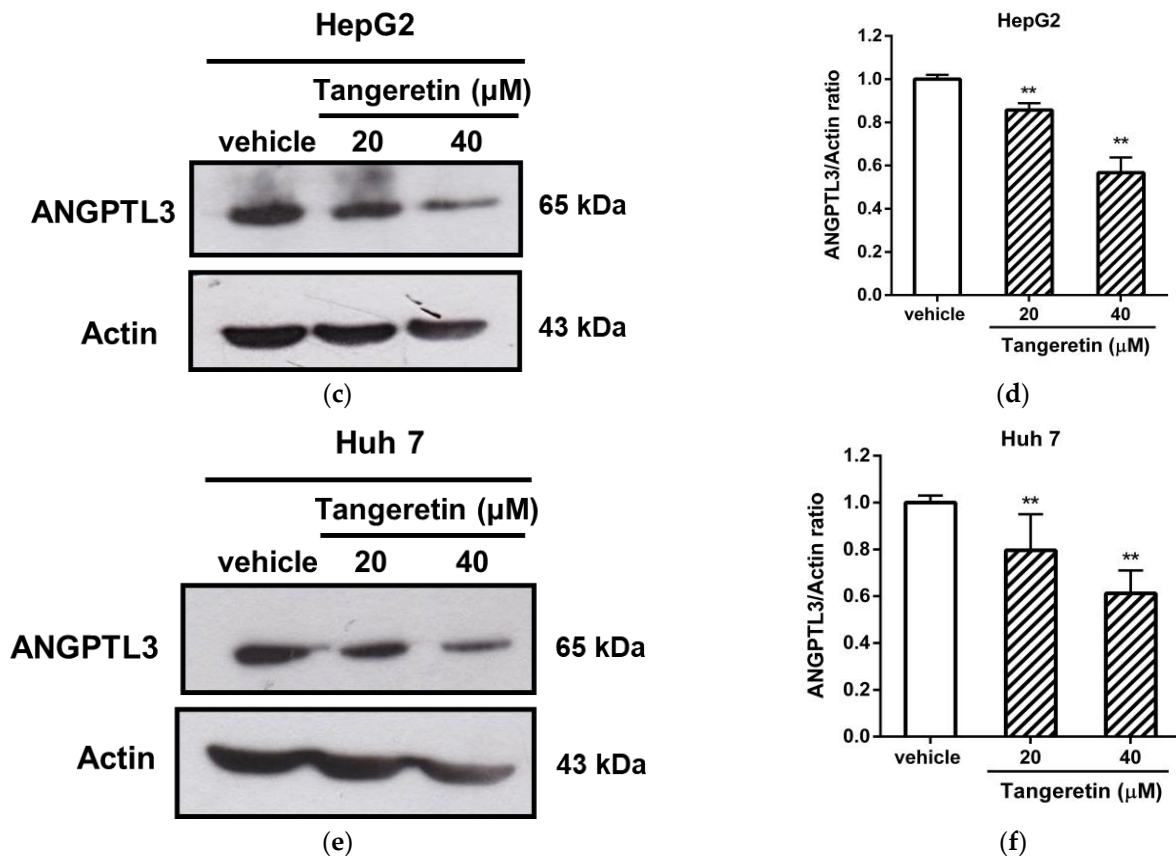 HepG2
Tangeretin (µM)
vehicle 20 40
ANGPTL3 65 kDa
Actin 43 kDa
(c)
HepG2
ANGPTL3/Actin ratio
1.2
1.0
0.8
0.6
0.4
0.2
0.0
** **
vehicle 20 40
Tangeretin (µM)
(d)
Huh 7
Tangeretin (µM)
vehicle 20 40
ANGPTL3 65 kDa
Actin 43 kDa
(e)
Huh 7
ANGPTL3/Actin ratio
1.2
1.0
0.8
0.6
0.4
0.2
0.0
** **
vehicle 20 40
Tangeretin (µM)
(f)